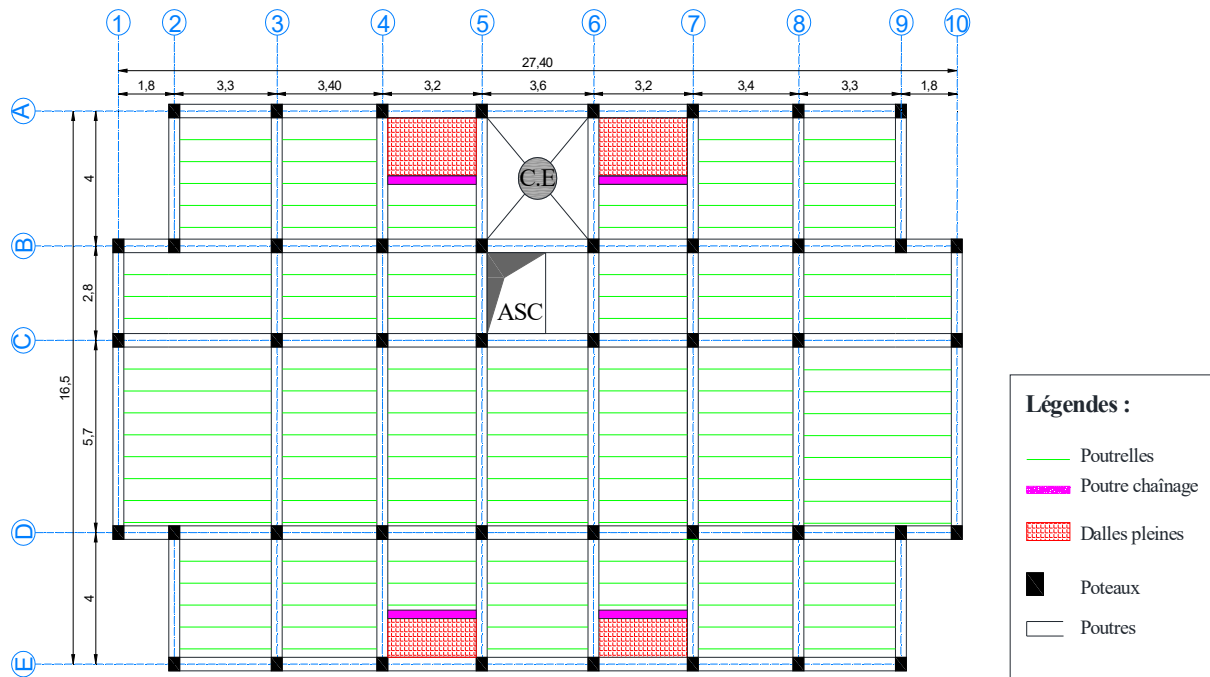 1 2 3 4 5 6 7 8 9 10
27,40
1,8 3,3 3,40 3,2 3,6 3,2 3,4 3,3 1,8
A
4
C.E
B
2,8
ASC
C
16,5
5,7
D
4
E
Légendes :
Poutrelles
Poutre chaînage
Dalles pleines
Poteaux
Poutres